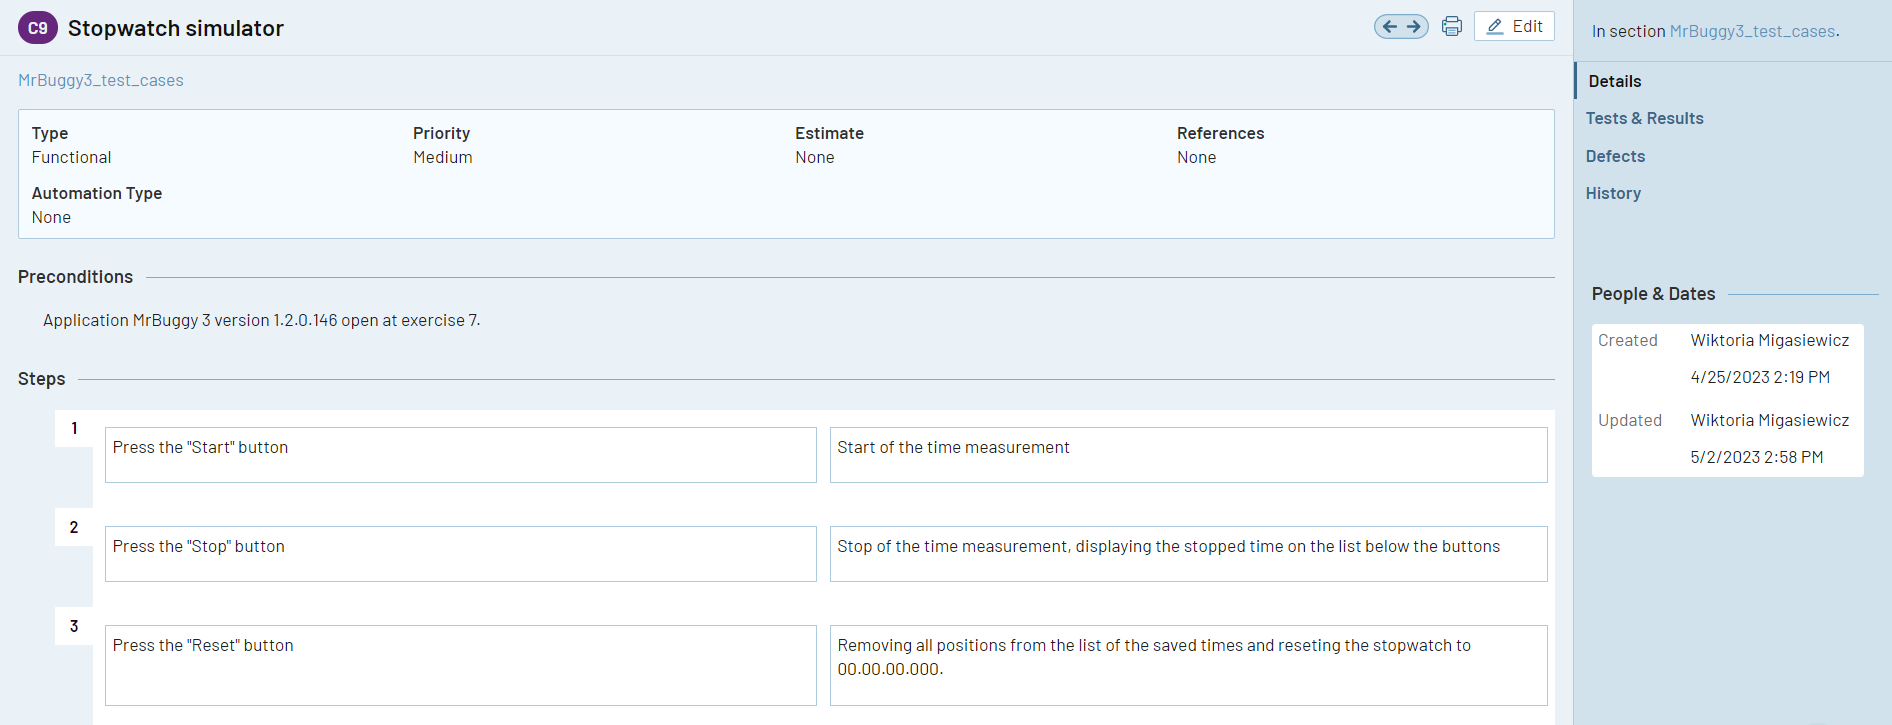 C9 Stopwatch simulator
Edit
MrBuggy3_test_cases
Type Priority Estimate References
Functional Medium None None
Automation Type
None
Preconditions
Application MrBuggy 3 version 1.2.0.146 open at exercise 7.
Steps
1
Press the "Start" button
Start of the time measurement
2
Press the "Stop" button
Stop of the time measurement, displaying the stopped time on the list below the buttons
3
Press the "Reset" button
Removing all positions from the list of the saved times and reseting the stopwatch to
00.00.00.000.
In section MrBuggy3_test_cases.
Details
Tests & Results
Defects
History
People & Dates
Created Wiktoria Migasiewicz
4/25/2023 2:19 PM
Updated Wiktoria Migasiewicz
5/2/2023 2:58 PM